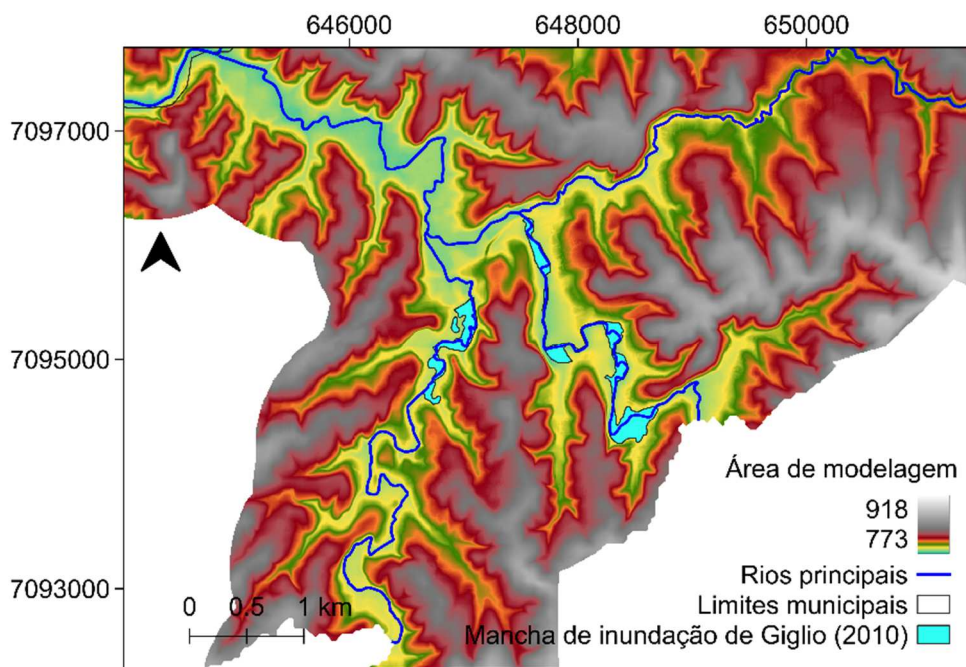 646000 648000 650000
7097000
7095000
7093000
Área de modelagem
918
773
Rios principais
Limites municipais
Mancha de inundação de Giglio (2010)
0 0.5 1 km